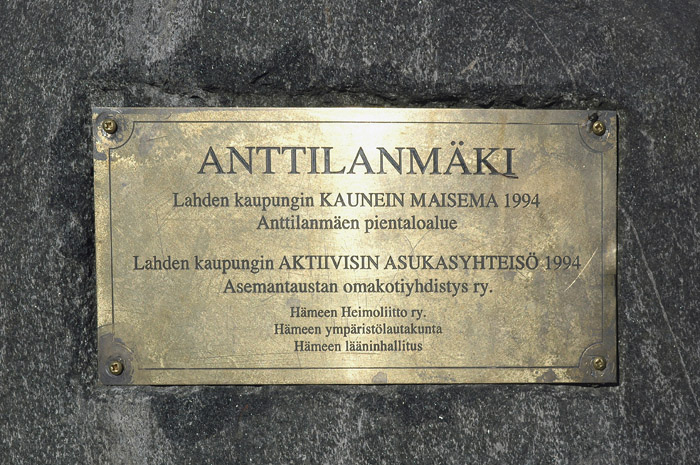 ANTTILANMÄKI
Lahden kaupungin KAUNEIN MAISEMA 1994
Anttilanmäen pientaloalue
Lahden kaupungin AKTIIVISIN ASUKASYHTEISÖ 1994
Asemantaustan omakotiyhdistys ry.
Hämeen Heimoliitto ry.
Hämeen ympäristölautakunta
Hämeen lääninhallitus